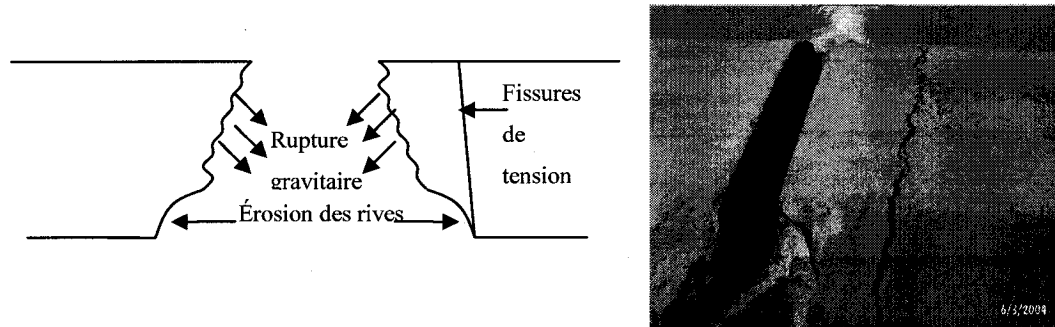 Fissures
de
tension
Rupture
gravitaire
Érosion des rives
6/3/2004